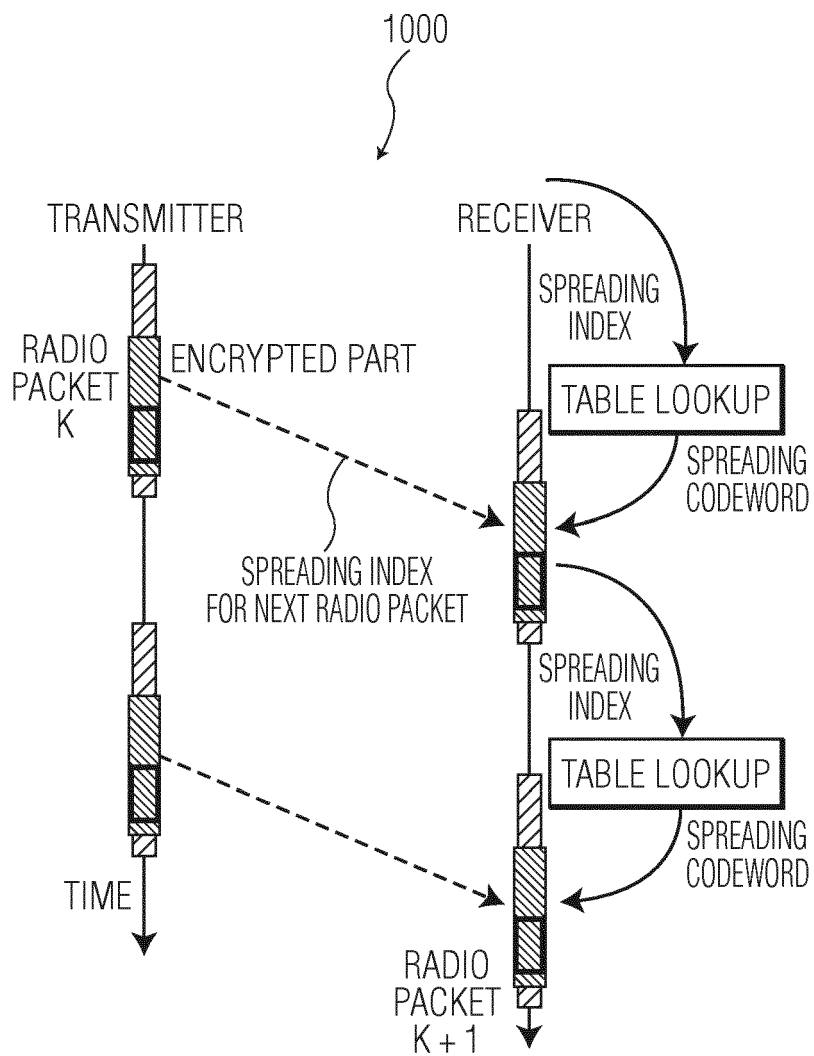 1000
TRANSMITTER
RECEIVER
SPREADING
INDEX
RADIO
PACKET
K
ENCRYPTED PART
TABLE LOOKUP
SPREADING
CODEWORD
SPREADING INDEX
FOR NEXT RADIO PACKET
SPREADING
INDEX
TABLE LOOKUP
SPREADING
CODEWORD
TIME
RADIO
PACKET
K + 1